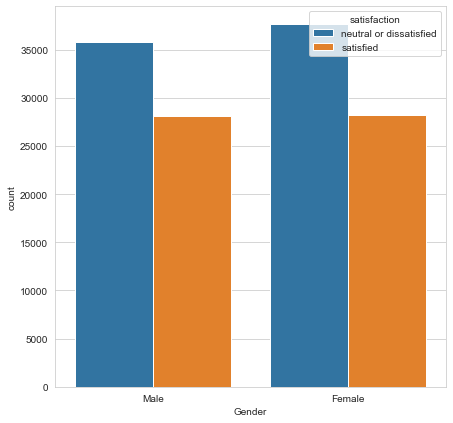 satisfaction
neutral or dissatisfied
satisfied
35000
30000
25000
20000
15000
10000
5000
0
count
Male
Female
Gender